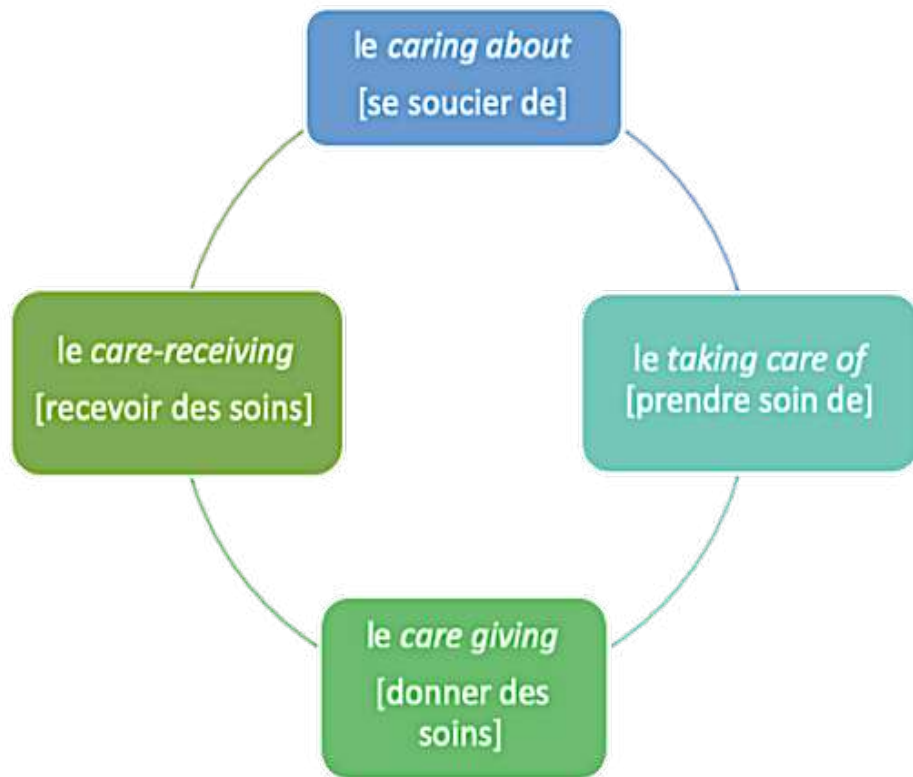 le caring about
[se soucier de]
le care-receiving
[recevoir des soins]
le taking care of
[prendre soin de]
le care giving
[donner des
soins]